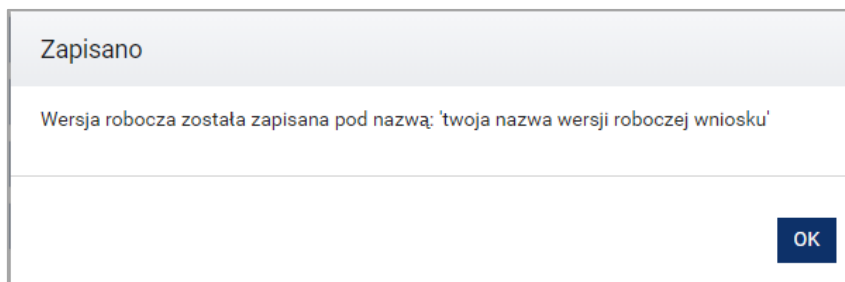 Zapisano
Wersja robocza została zapisana pod nazwą: 'twoja nazwa wersji roboczej wniosku'
OK